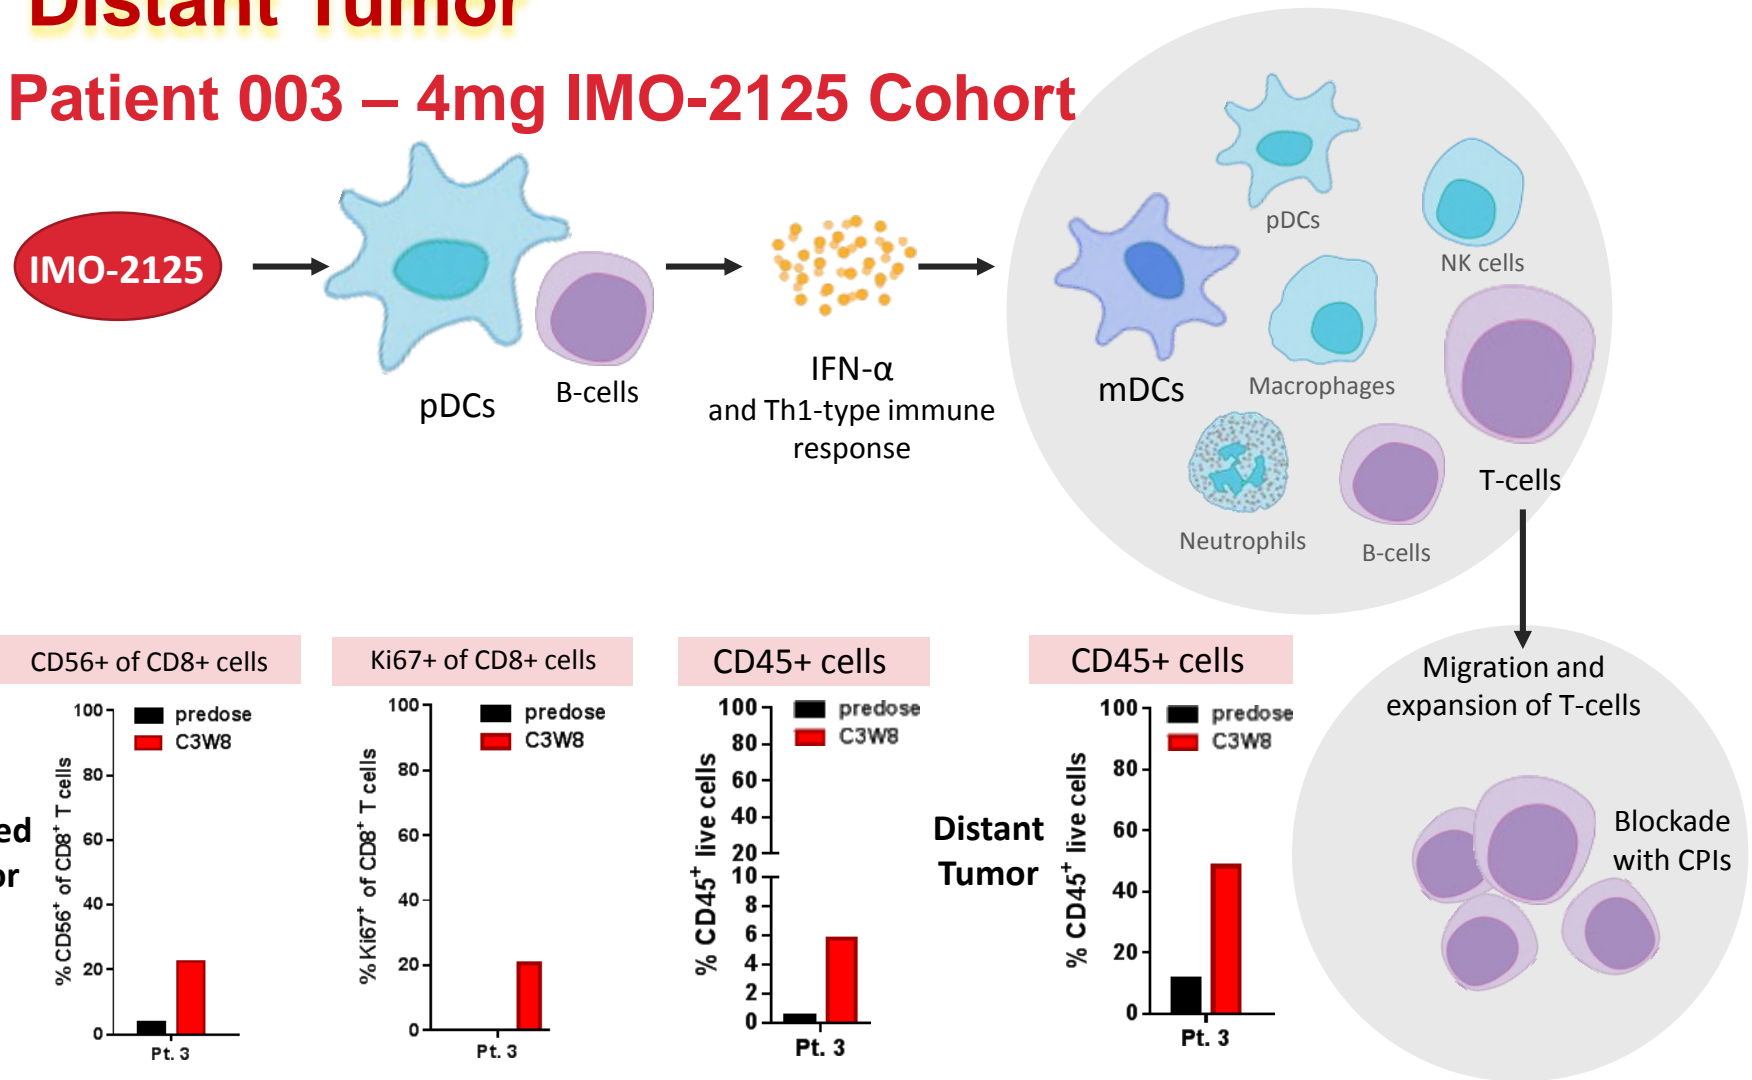 Distant Tumor
Patient 003 – 4mg IMO-2125 Cohort
IMO-2125
pDCs
B-cells
IFN-α
and Th1-type immune
response
pDCs
NK cells
mDCs
Macrophages
T-cells
Neutrophils
B-cells
Migration and
expansion of T-cells
Blockade
with CPIs
CD56+ of CD8+ cells
% CD56⁺ of CD8⁺ T cells
100
80
60
40
20
0
predose
C3W8
Pt. 3
Ki67+ of CD8+ cells
% Ki67⁺ of CD8⁺ T cells
100
80
60
40
20
0
predose
C3W8
Pt. 3
CD45+ cells
% CD45⁺ live cells
100
80
60
40
20
10
8
6
4
2
0
predose
C3W8
Pt. 3
Distant
Tumor
CD45+ cells
% CD45⁺ live cells
100
80
60
40
20
0
predose
C3W8
Pt. 3